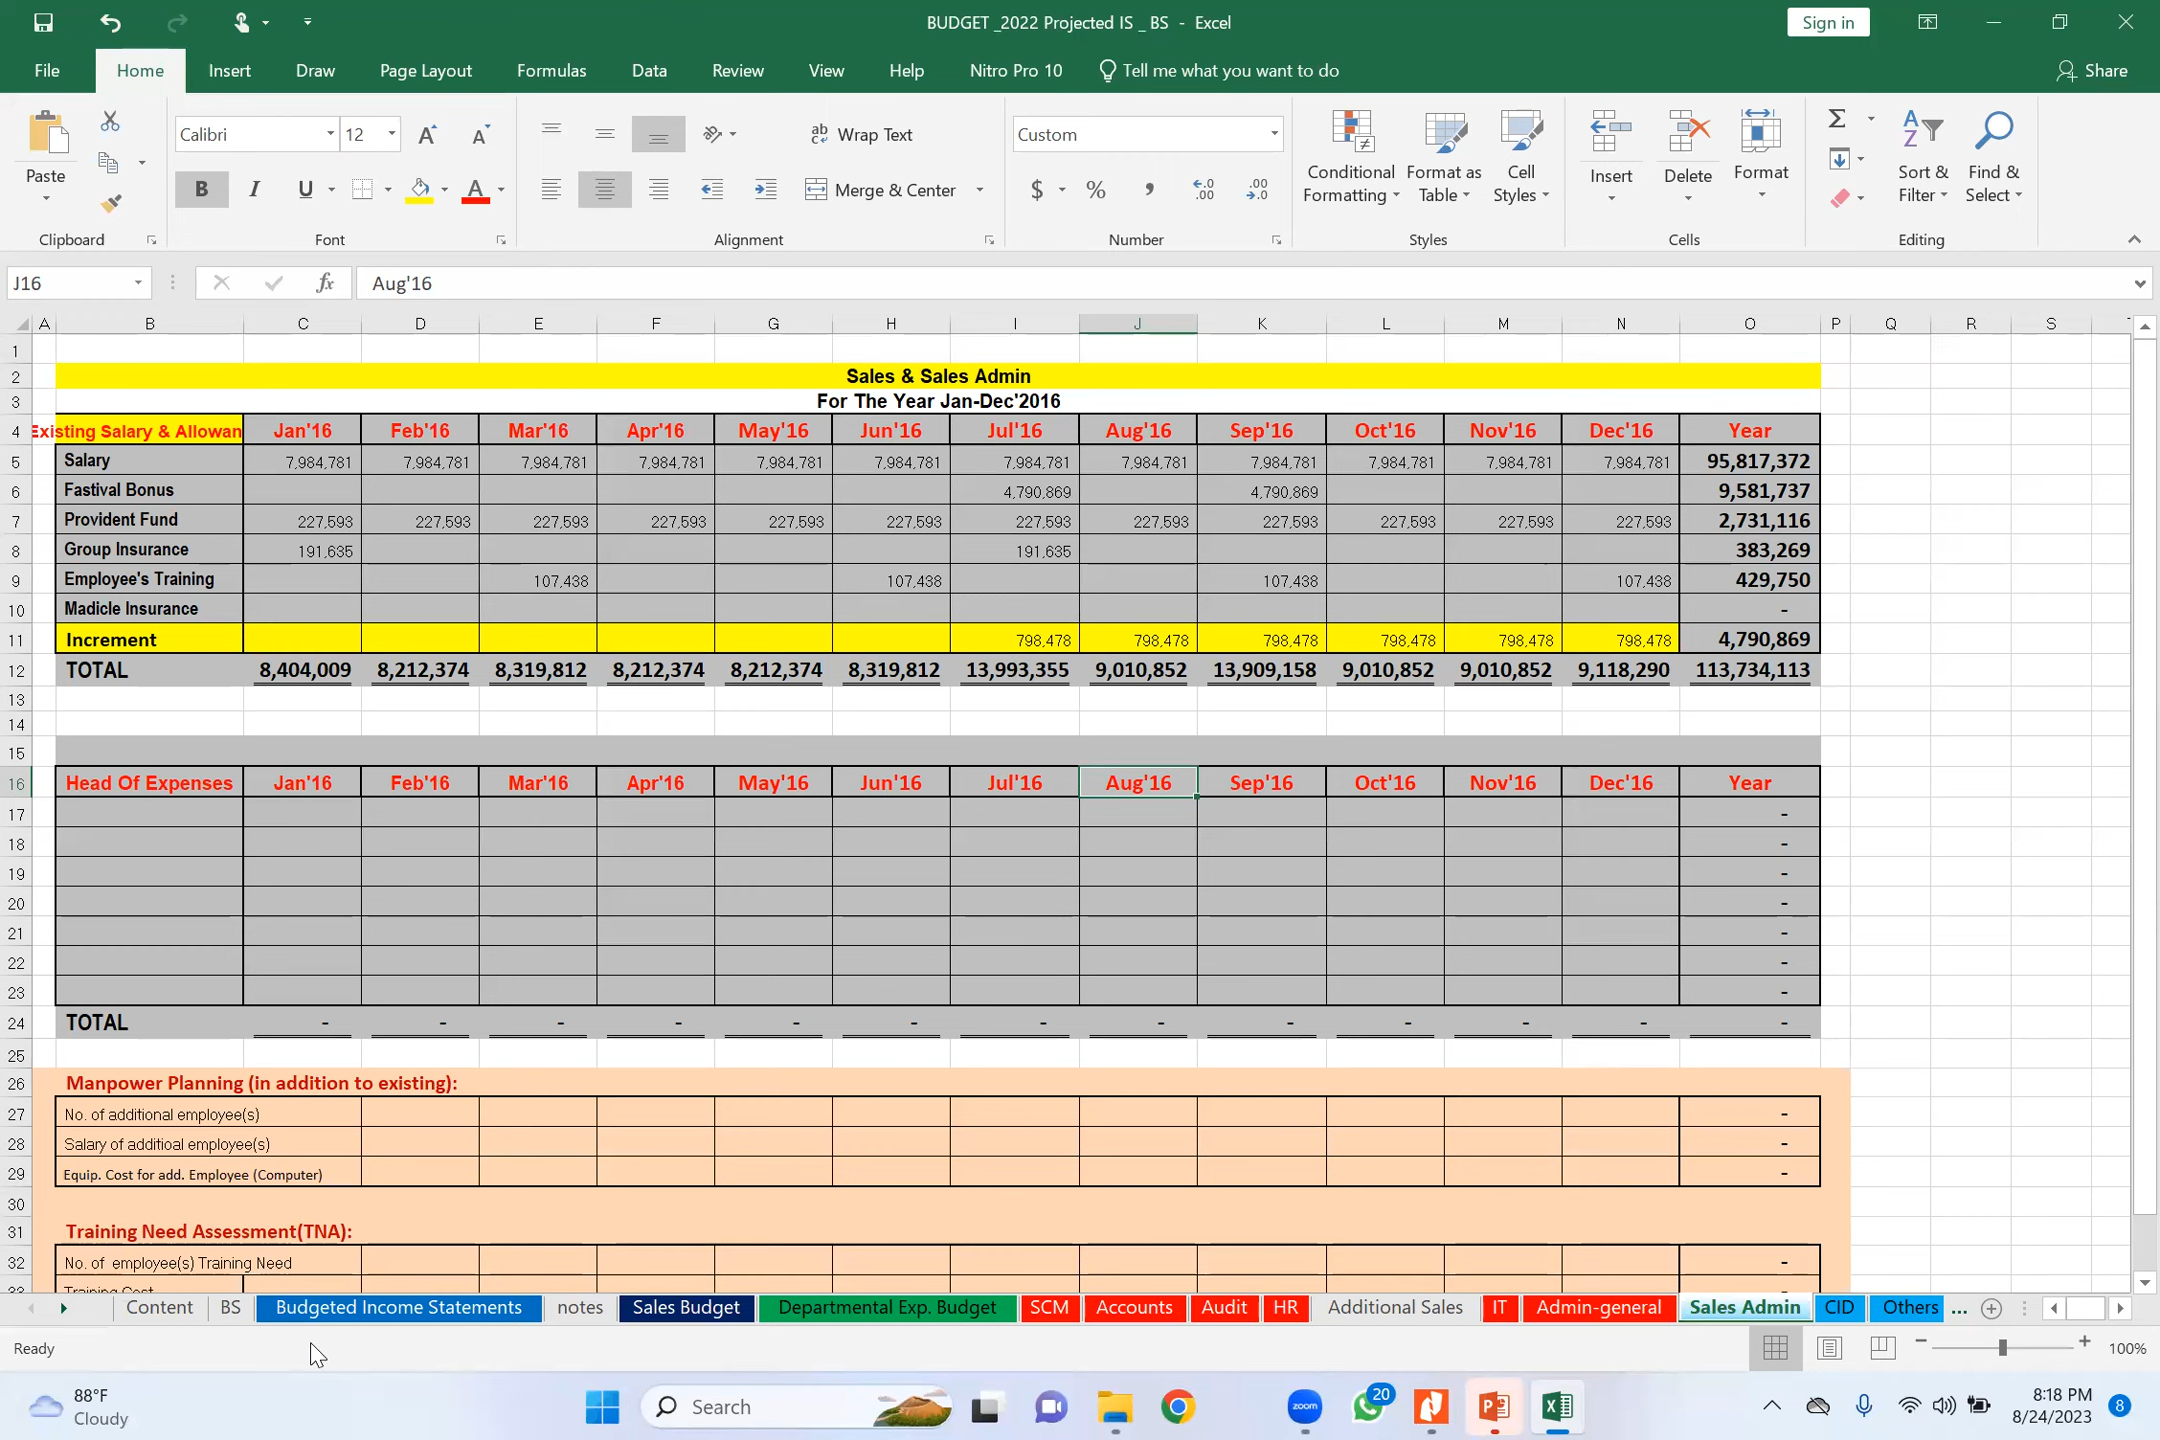 BUDGET _2022 Projected IS _ BS - Excel
Sign in
File Home Insert Draw Page Layout Formulas Data Review View Help Nitro Pro 10 Tell me what you want to do Share
Calibri 12 Wrap Text Custom
Paste Merge & Center $ % Conditional Formatting Format as Table Cell Styles Insert Delete Format Sort & Filter Find & Select
Clipboard Font Alignment Number Styles Cells Editing
J16 fx Aug'16
A B C D E F G H I J K L M N O P Q R S
1
2 Sales & Sales Admin
3 For The Year Jan-Dec'2016
4 Existing Salary & Allowan Jan'16 Feb'16 Mar'16 Apr'16 May'16 Jun'16 Jul'16 Aug'16 Sep'16 Oct'16 Nov'16 Dec'16 Year
5 Salary 7,984,781 7,984,781 7,984,781 7,984,781 7,984,781 7,984,781 7,984,781 7,984,781 7,984,781 7,984,781 7,984,781 7,984,781 95,817,372
6 Fastival Bonus 4,790,869 4,790,869 9,581,737
7 Provident Fund 227,593 227,593 227,593 227,593 227,593 227,593 227,593 227,593 227,593 227,593 227,593 227,593 2,731,116
8 Group Insurance 191,635 191,635 383,269
9 Employee's Training 107,438 107,438 107,438 107,438 429,750
10 Madicle Insurance -
11 Increment 798,478 798,478 798,478 798,478 798,478 798,478 4,790,869
12 TOTAL 8,404,009 8,212,374 8,319,812 8,212,374 8,212,374 8,319,812 13,993,355 9,010,852 13,909,158 9,010,852 9,010,852 9,118,290 113,734,113
13
14
15
16 Head Of Expenses Jan'16 Feb'16 Mar'16 Apr'16 May'16 Jun'16 Jul'16 Aug'16 Sep'16 Oct'16 Nov'16 Dec'16 Year
17 -
18 -
19 -
20 -
21 -
22 -
23 -
24 TOTAL - - - - - - - - - - - - -
25
26 Manpower Planning (in addition to existing):
27 No. of additional employee(s) -
28 Salary of additioal employee(s) -
29 Equip. Cost for add. Employee (Computer) -
30
31 Training Need Assessment(TNA):
32 No. of employee(s) Training Need -
33 Training Cost
Content BS Budgeted Income Statements notes Sales Budget Departmental Exp. Budget SCM Accounts Audit HR Additional Sales IT Admin-general Sales Admin CID Others ...
Ready 100%
88°F
Cloudy
Search
zoom
20
8:18 PM
8/24/2023
8